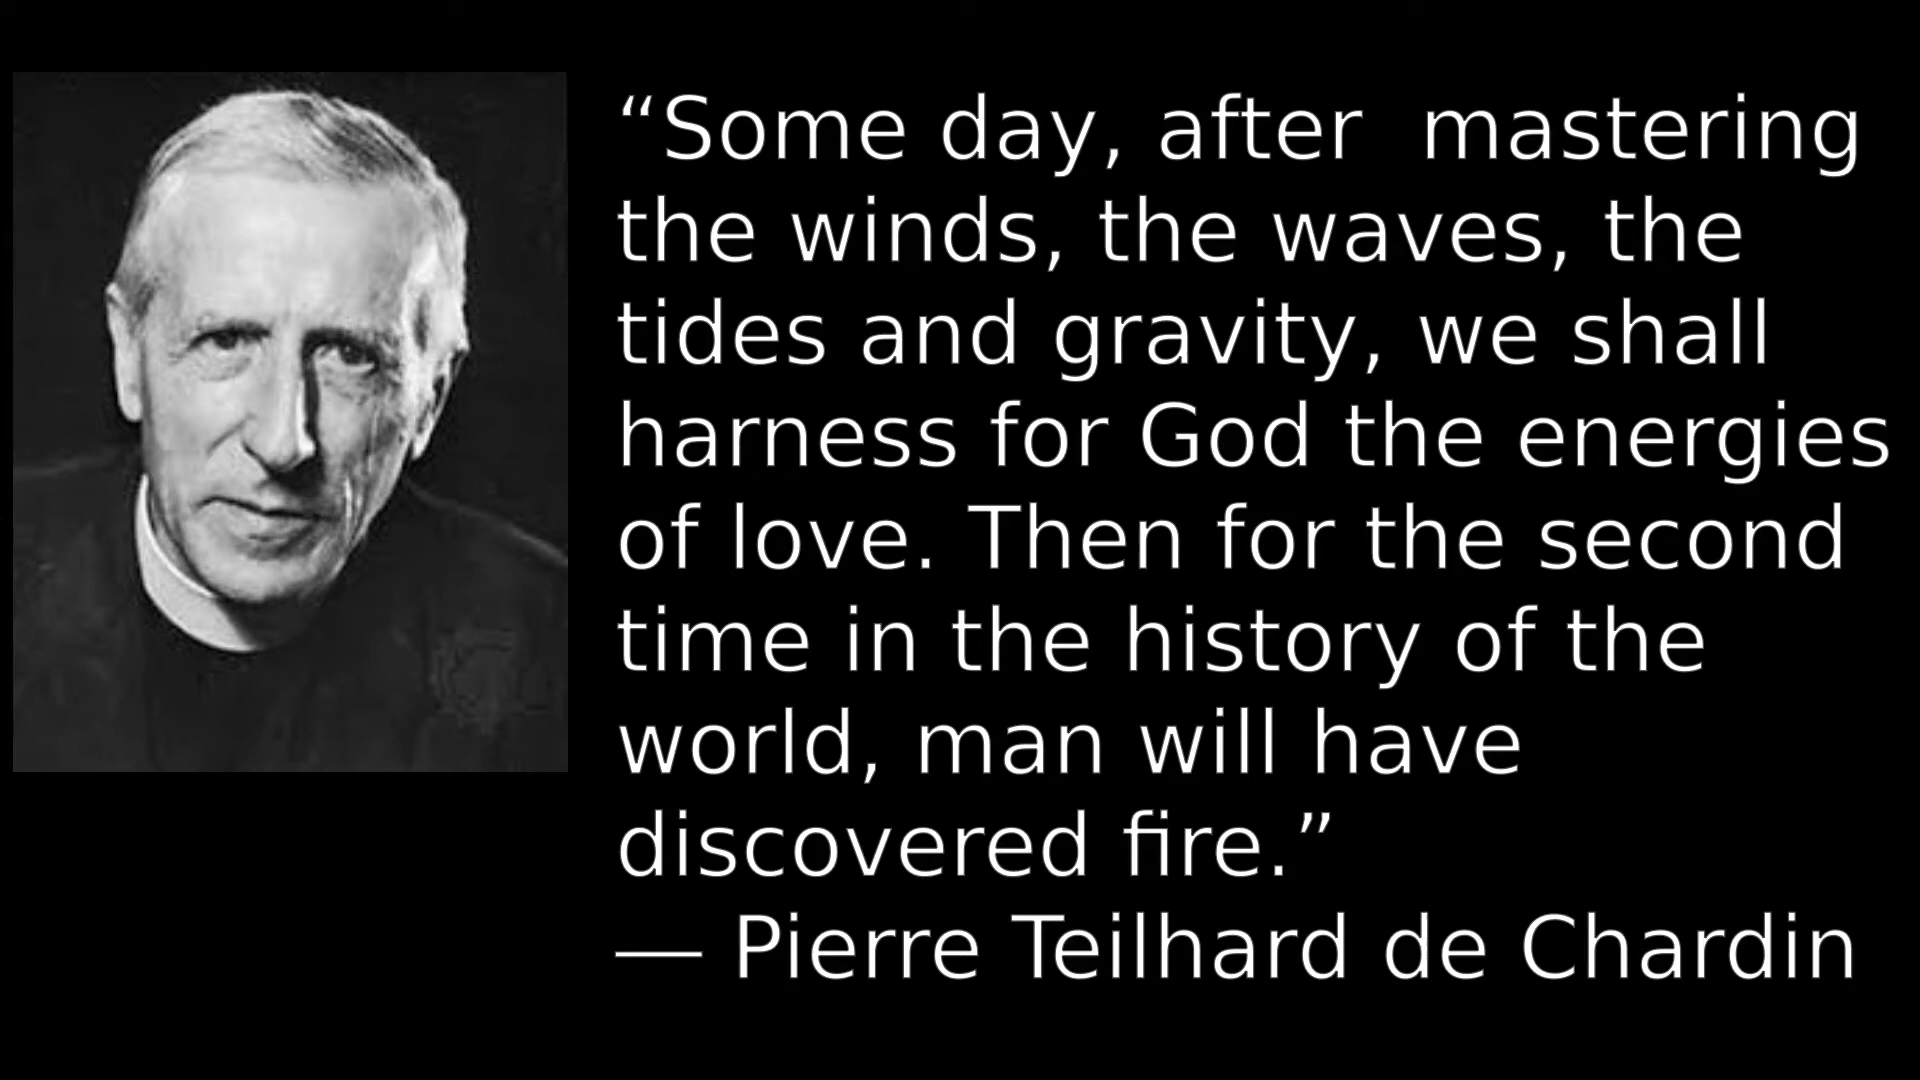 “Some day, after  mastering
the winds, the waves, the
tides and gravity, we shall
harness for God the energies
of love. Then for the second
time in the history of the
world, man will have
discovered fire.”
— Pierre Teilhard de Chardin